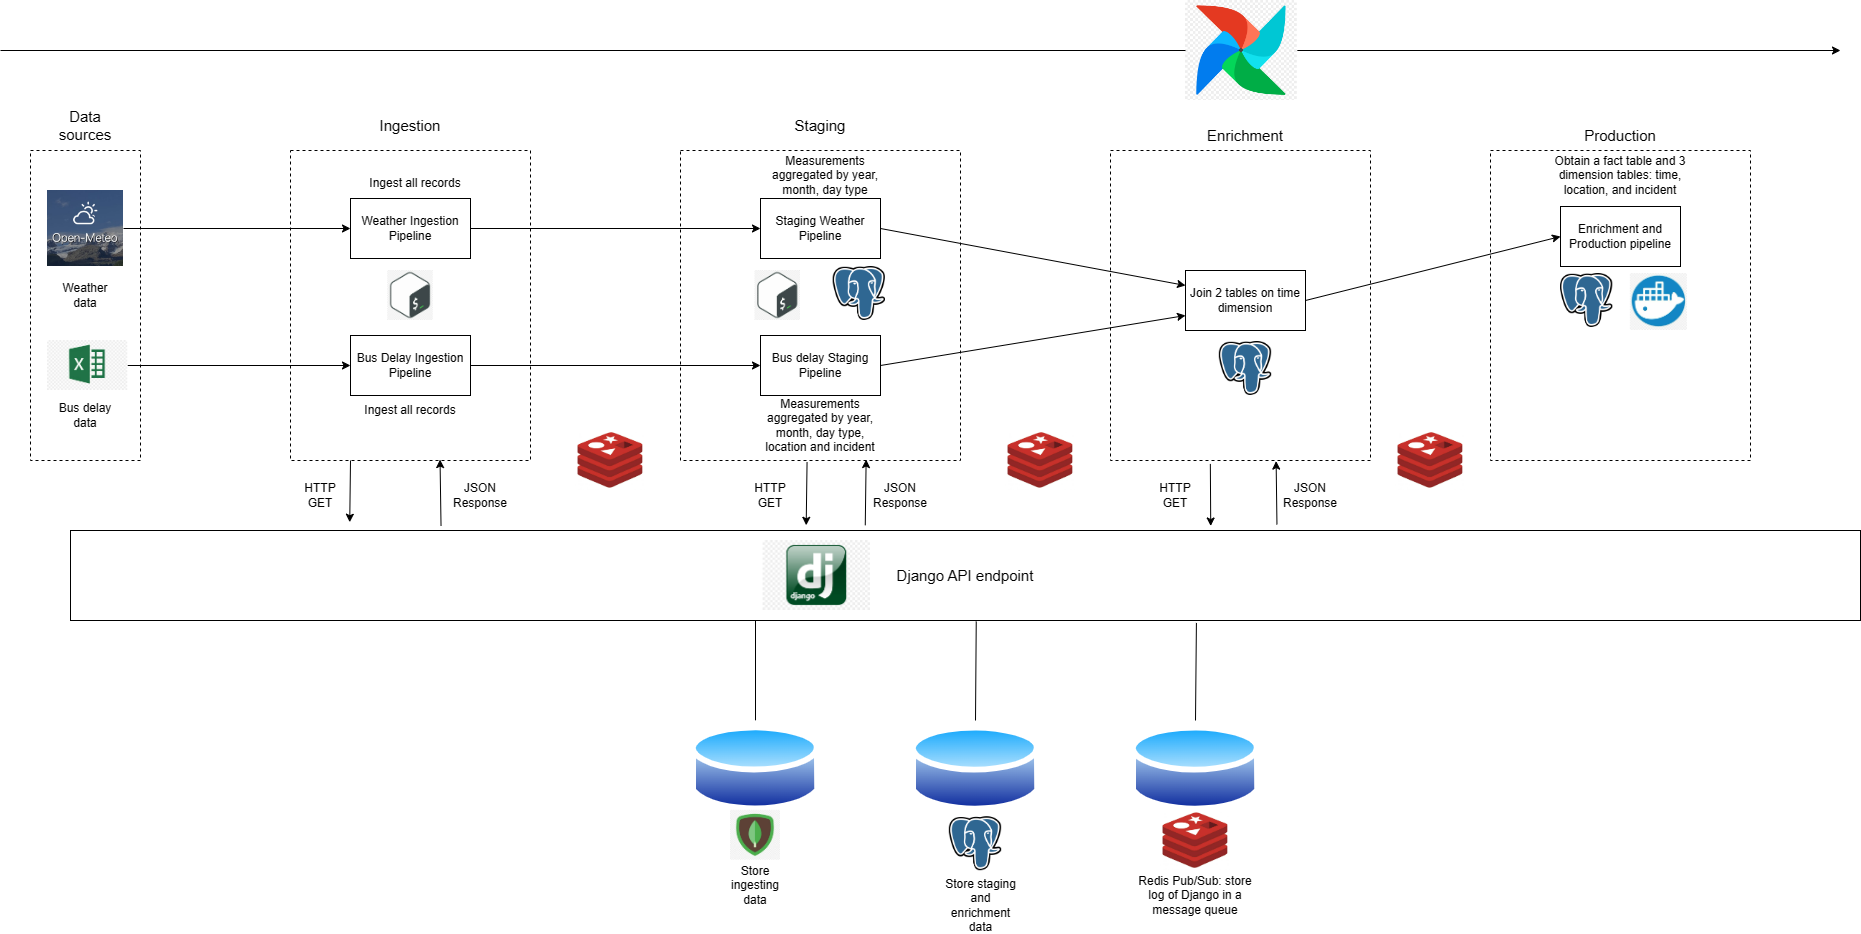 Data
sources
Ingestion
Staging
Enrichment
Production
Open-Meteo
Weather
data
X
Bus delay
data
Ingest all records
Weather Ingestion
Pipeline
$
Bus Delay Ingestion
Pipeline
Ingest all records
Measurements
aggregated by year,
month, day type
Staging Weather
Pipeline
$
Bus delay Staging
Pipeline
Measurements
aggregated by year,
month, day type,
location and incident
Join 2 tables on time
dimension
Obtain a fact table and 3
dimension tables: time,
location, and incident
Enrichment and
Production pipeline
HTTP
GET
JSON
Response
HTTP
GET
JSON
Response
HTTP
GET
JSON
Response
dj
django
Django API endpoint
Store
ingesting
data
Store staging
and
enrichment
data
Redis Pub/Sub: store
log of Django in a
message queue